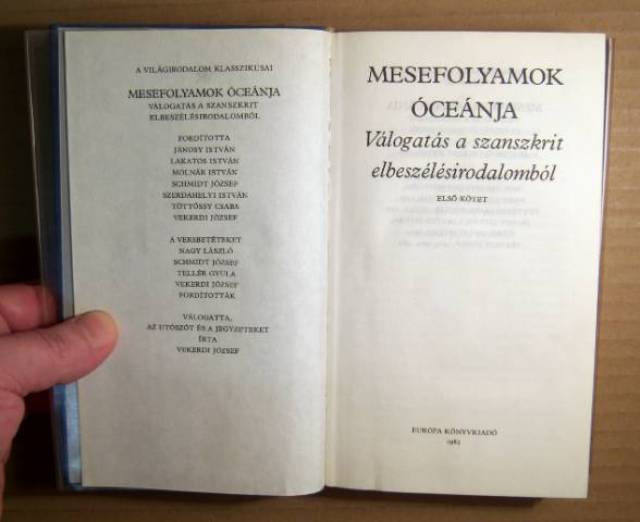 A VILÁGIRODALOM KLASSZIKUSAI
MESEFOLYAMOK ÓCEÁNJA
VÁLOGATÁS A SZANSZKRIT
ELBESZÉLÉSIRODALOMBÓL
FORDÍTOTTA
JÁNOSY ISTVÁN
LAKATOS ISTVÁN
MOLNÁR ISTVÁN
SCHMIDT JÓZSEF
SZERDAHELYI ISTVÁN
TÖTTÖSSY CSABA
VEKERDI JÓZSEF
A VERSBETÉTEKET
NAGY LÁSZLÓ
SCHMIDT JÓZSEF
TELLÉR GYULA
VEKERDI JÓZSEF
FORDÍTOTTÁK
VÁLOGATTA,
AZ UTÓSZÓT ÉS A JEGYZETEKET
ÍRTA
VEKERDI JÓZSEF
MESEFOLYAMOK
ÓCEÁNJA
Válogatás a szanszkrit
elbeszélésirodalomból
ELSŐ KÖTET
EURÓPA KÖNYVKIADÓ